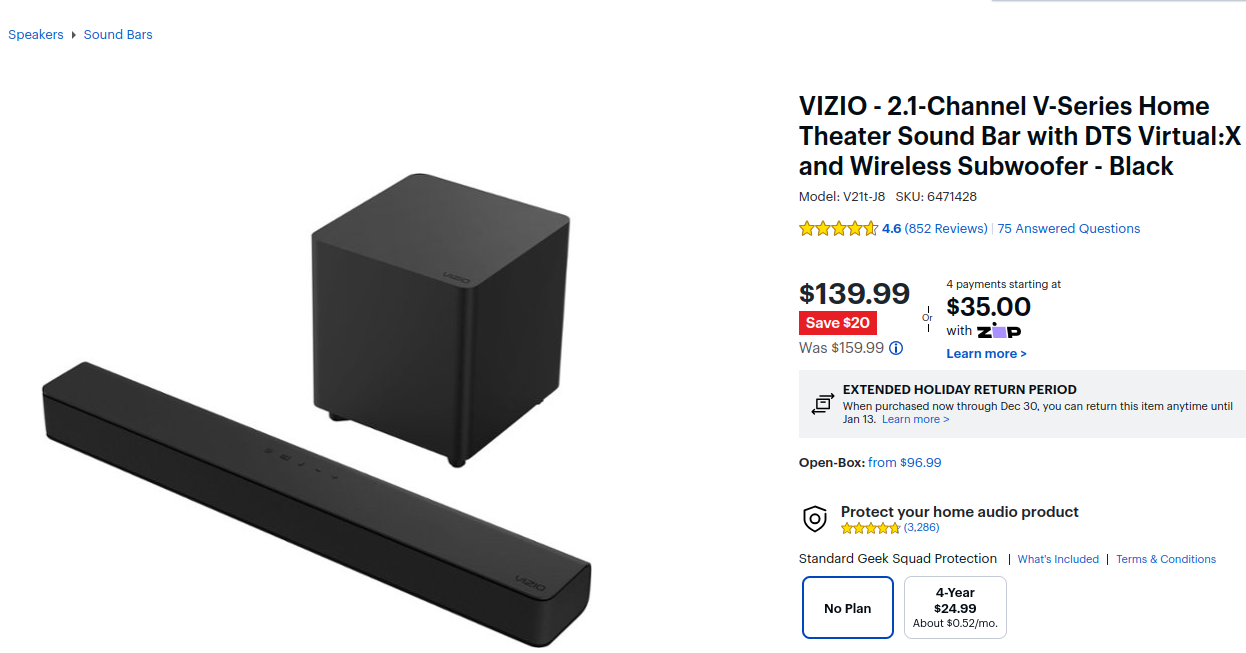 Speakers Sound Bars
VIZIO - 2.1-Channel V-Series Home
Theater Sound Bar with DTS Virtual:X
and Wireless Subwoofer - Black
Model: V21t-J8 SKU: 6471428
4.6 (852 Reviews) 75 Answered Questions
$139.99
Save $20
Was $159.99
Or
4 payments starting at
$35.00
with ZIP
Learn more >
EXTENDED HOLIDAY RETURN PERIOD
When purchased now through Dec 30, you can return this item anytime until
Jan 13. Learn more >
Open-Box: from $96.99
Protect your home audio product
(3,286)
Standard Geek Squad Protection | What's Included | Terms & Conditions
No Plan
4-Year
$24.99
About $0.52/mo.
VIZIO
VIZIO